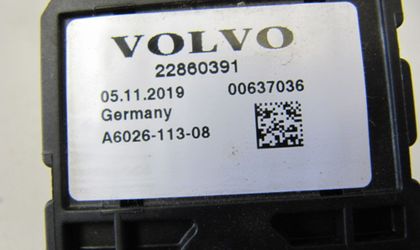 VOLVO
22860391
05.11.2019 00637036
Germany
A6026-113-08